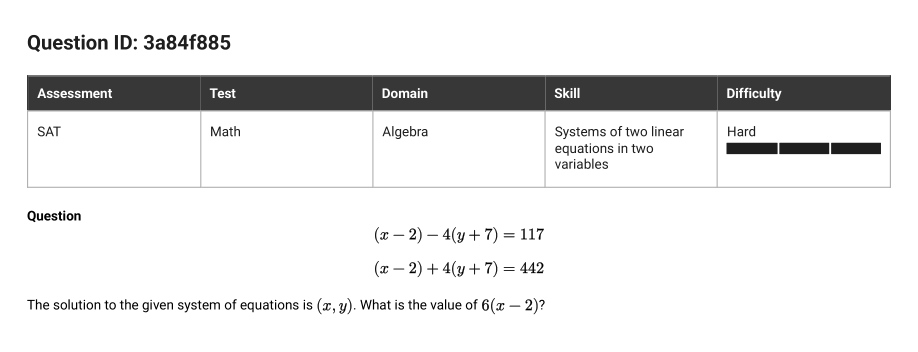 Question ID: 3a84f885
Assessment Test Domain Skill Difficulty
SAT Math Algebra Systems of two linear equations in two variables Hard
Question
(x − 2) − 4(y + 7) = 117
(x − 2) + 4(y + 7) = 442
The solution to the given system of equations is (x, y). What is the value of 6(x − 2)?